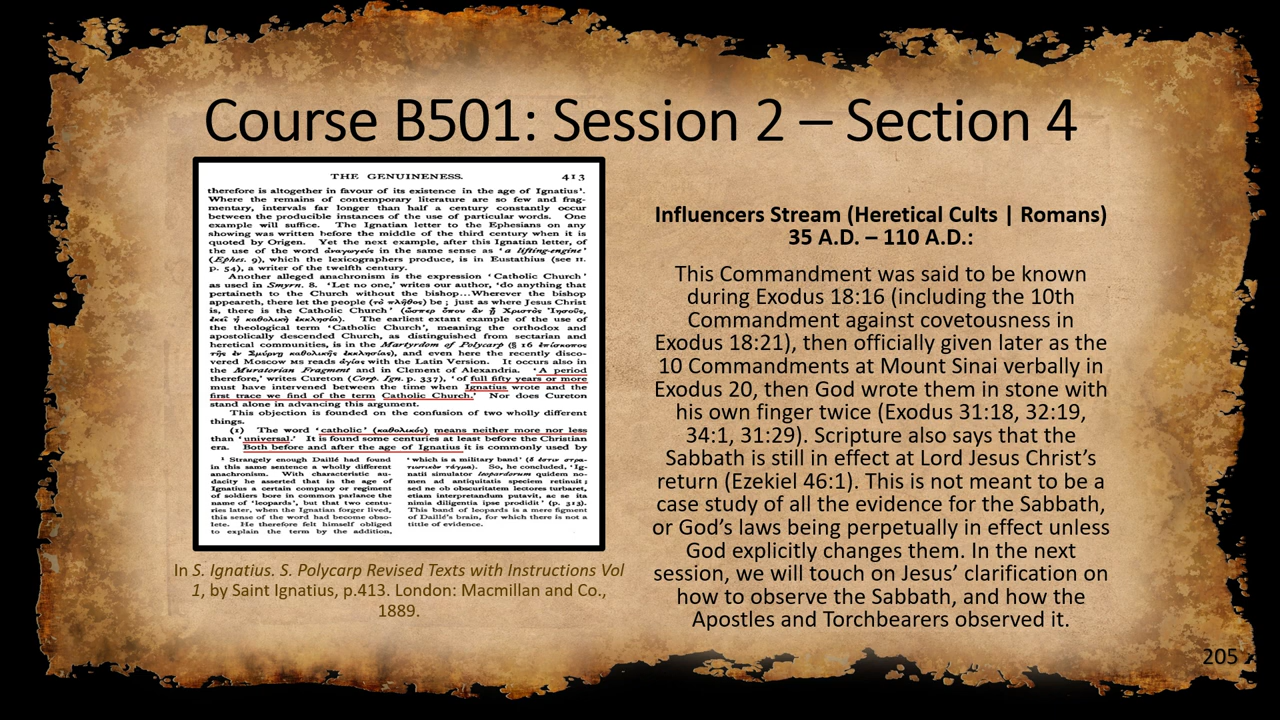 Course B501: Session 2 – Section 4
THE GENUINENESS. 413
therefore is altogether in favour of its existence in the age of Ignatius¹.
Where the remains of contemporary literature are so few and frag-
mentary, intervals far longer than half a century constantly occur
between the producible instances of the use of particular words. One
example will suffice. The Ignatian letter to the Ephesians on any
showing was written before the middle of the third century when it is
quoted by Origen. Yet the next example, after this Ignatian letter, of
the use of the word ἀναγωγεύς in the same sense as ‘a lifting-engine’
(Ephes. 9), which the lexicographers produce, is in Eustathius (see II.
p. 54), a writer of the twelfth century.
Another alleged anachronism is the expression ‘Catholic Church’
as used in Smyrn. 8. ‘Let no one,’ writes our author, ‘do anything that
pertaineth to the Church without the bishop...Wherever the bishop
appeareth, there let the people (τὸ πλῆθος) be; just as where Jesus Christ
is, there is the Catholic Church’ (ὥσπερ ὅπου ἂν ᾖ Χριστὸς Ἰησοῦς,
ἐκεῖ ἡ καθολικὴ ἐκκλησία). The earliest extant example of the use of
the theological term ‘Catholic Church’, meaning the orthodox and
apostolically descended Church, as distinguished from sectarian and
heretical communities, is in the Martyrdom of Polycarp (§ 16 ἐπίσκοπος
τῆς ἐν Σμύρνῃ καθολικῆς ἐκκλησίας), and even here the recently disco-
vered Moscow MS reads ἁγίας with the Latin Version. It occurs also in
the Muratorian Fragment and in Clement of Alexandria. ‘A period
therefore,’ writes Cureton (Corp. Ign. p. 337), ‘of full fifty years or more
must have intervened between the time when Ignatius wrote and the
first trace we find of the term Catholic Church.’ Nor does Cureton
stand alone in advancing this argument.
This objection is founded on the confusion of two wholly different
things.
(1) The word ‘catholic’ (καθολικός) means neither more nor less
than ‘universal.’ It is found some centuries at least before the Christian
era. Both before and after the age of Ignatius it is commonly used by
¹ Strangely enough Daillé had found
in this same sentence a wholly different
anachronism. With characteristic au-
dacity he asserted that in the age of
Ignatius a certain company or regiment
of soldiers bore in common parlance the
name of ‘leopards’, but that two centu-
ries later, when the Ignatian forger lived,
this sense of the word had become obso-
lete. He therefore felt himself obliged
to explain the term by the addition,
‘which is a military band’ (ὅ ἐστιν στρα-
τιωτικὸν τάγμα). So, he concluded, ‘Ig-
natii simulator leopardorum quidem no-
men ad antiquitatis speciem retinuit;
sed ne ob obscuritatem lectores turbaret,
etiam interpretandum putavit, ac se ita
nimia diligentia ipse prodidit’ (p. 313).
This band of leopards is a mere figment
of Daillé's brain, for which there is not a
tittle of evidence.
In S. Ignatius. S. Polycarp Revised Texts with Instructions Vol
1, by Saint Ignatius, p.413. London: Macmillan and Co.,
1889.
Influencers Stream (Heretical Cults | Romans)
35 A.D. – 110 A.D.:
This Commandment was said to be known
during Exodus 18:16 (including the 10th
Commandment against covetousness in
Exodus 18:21), then officially given later as the
10 Commandments at Mount Sinai verbally in
Exodus 20, then God wrote them in stone with
his own finger twice (Exodus 31:18, 32:19,
34:1, 31:29). Scripture also says that the
Sabbath is still in effect at Lord Jesus Christ’s
return (Ezekiel 46:1). This is not meant to be a
case study of all the evidence for the Sabbath,
or God’s laws being perpetually in effect unless
God explicitly changes them. In the next
session, we will touch on Jesus’ clarification on
how to observe the Sabbath, and how the
Apostles and Torchbearers observed it.
205